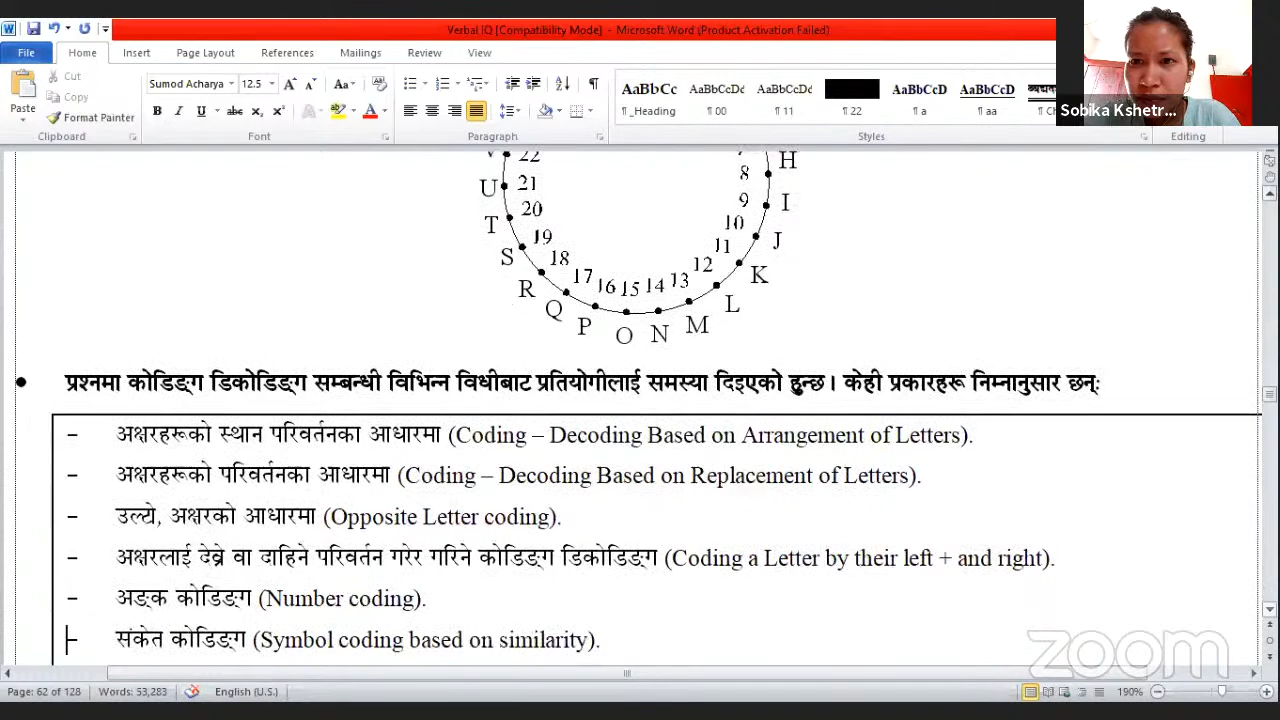 Verbal IQ [Compatibility Mode] - Microsoft Word (Product Activation Failed)
File Home Insert Page Layout References Mailings Review View
Cut
Copy
Format Painter
Paste
Sumod Acharya 12.5
B I U abc x₂ x² A
AaBbCc AaBbCcDc AaBbCcDc AaBbCcD AaBbCcD
¶ _Heading ¶ 00 ¶ 11 ¶ 22 ¶ a ¶ aa
Clipboard Font Paragraph Styles Editing
Sobika Kshetr...
V 22 H
U 21 8
20 9 I
T 10
19 J
S 18 11
17 16 15 14 13 12 K
R L
Q P O N M
• प्रश्नमा कोडिङ्ग डिकोडिङ्ग सम्बन्धी विभिन्न विधीबाट प्रतियोगीलाई समस्या दिइएको हुन्छ। केही प्रकारहरू निम्नानुसार छन्ः
- अक्षरहरूको स्थान परिवर्तनका आधारमा (Coding – Decoding Based on Arrangement of Letters).
- अक्षरहरूको परिवर्तनका आधारमा (Coding – Decoding Based on Replacement of Letters).
- उल्टो, अक्षरको आधारमा (Opposite Letter coding).
- अक्षरलाई देब्रे वा दाहिने परिवर्तन गरेर गरिने कोडिङ्ग डिकोडिङ्ग (Coding a Letter by their left + and right).
- अङ्क कोडिङ्ग (Number coding).
- संकेत कोडिङ्ग (Symbol coding based on similarity).
zoom
Page: 62 of 128 Words: 53,283 English (U.S.) 190%